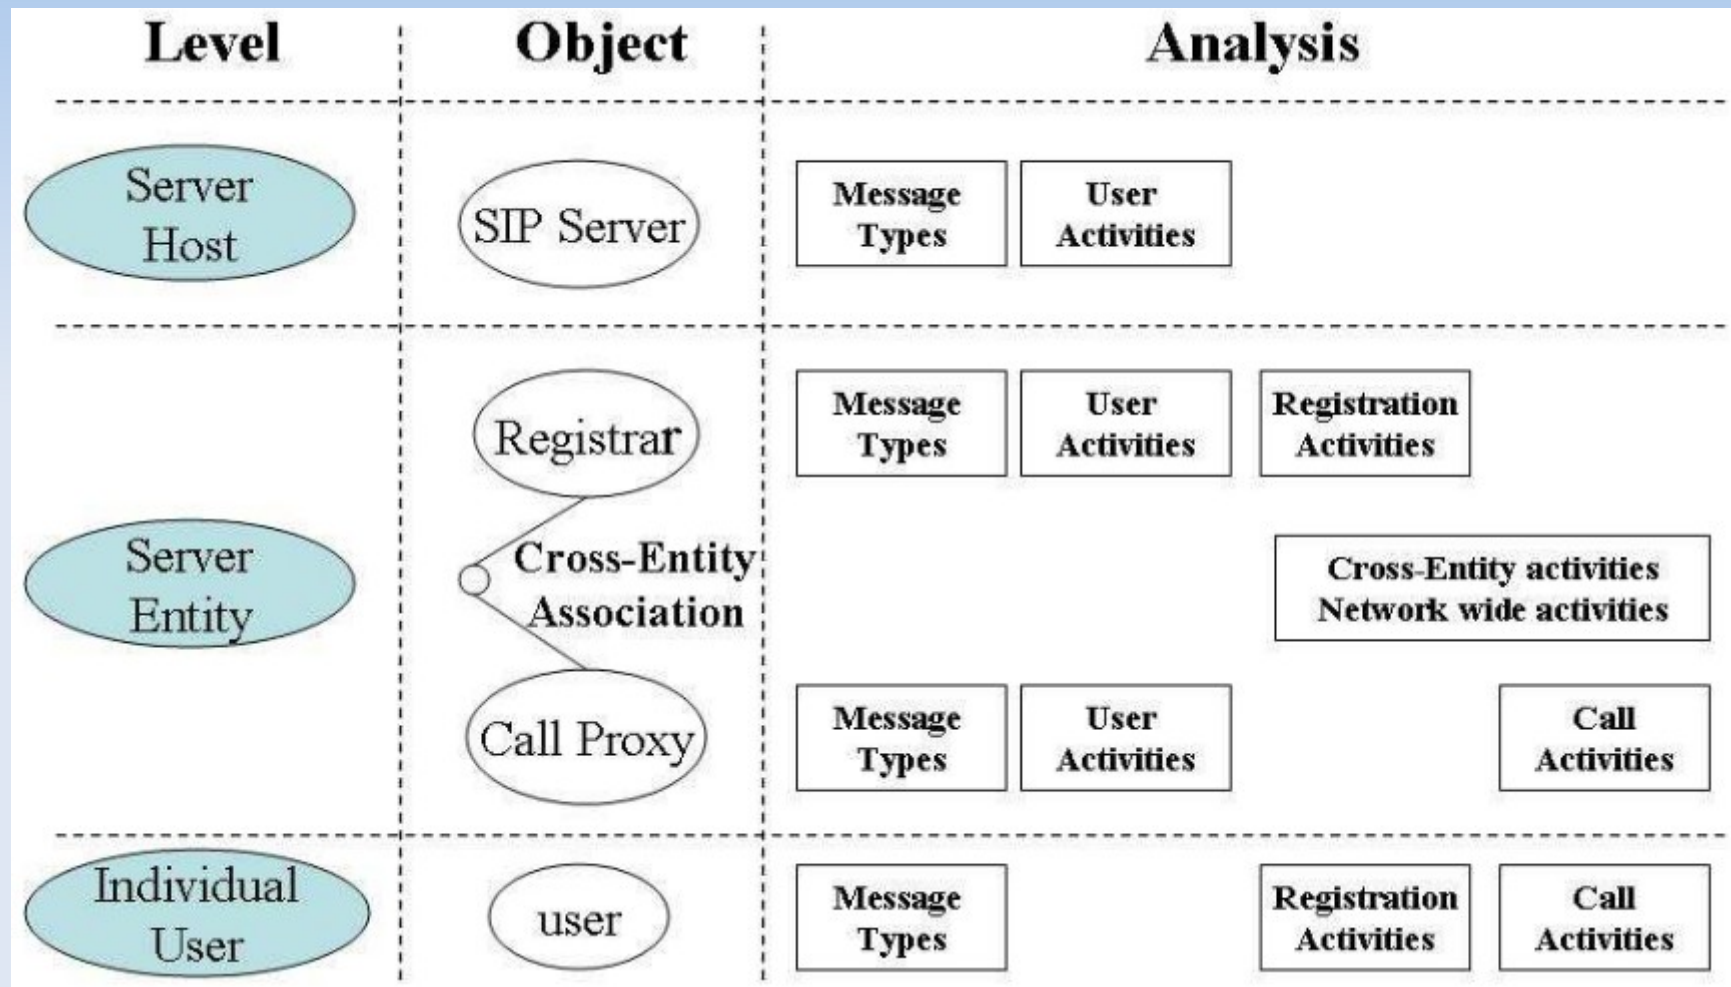 Level
Object
Analysis
Server
Host
SIP Server
Message
Types
User
Activities
Server
Entity
Registrar
Message
Types
User
Activities
Registration
Activities
Cross-Entity
Association
Cross-Entity activities
Network wide activities
Call Proxy
Message
Types
User
Activities
Call
Activities
Individual
User
user
Message
Types
Registration
Activities
Call
Activities